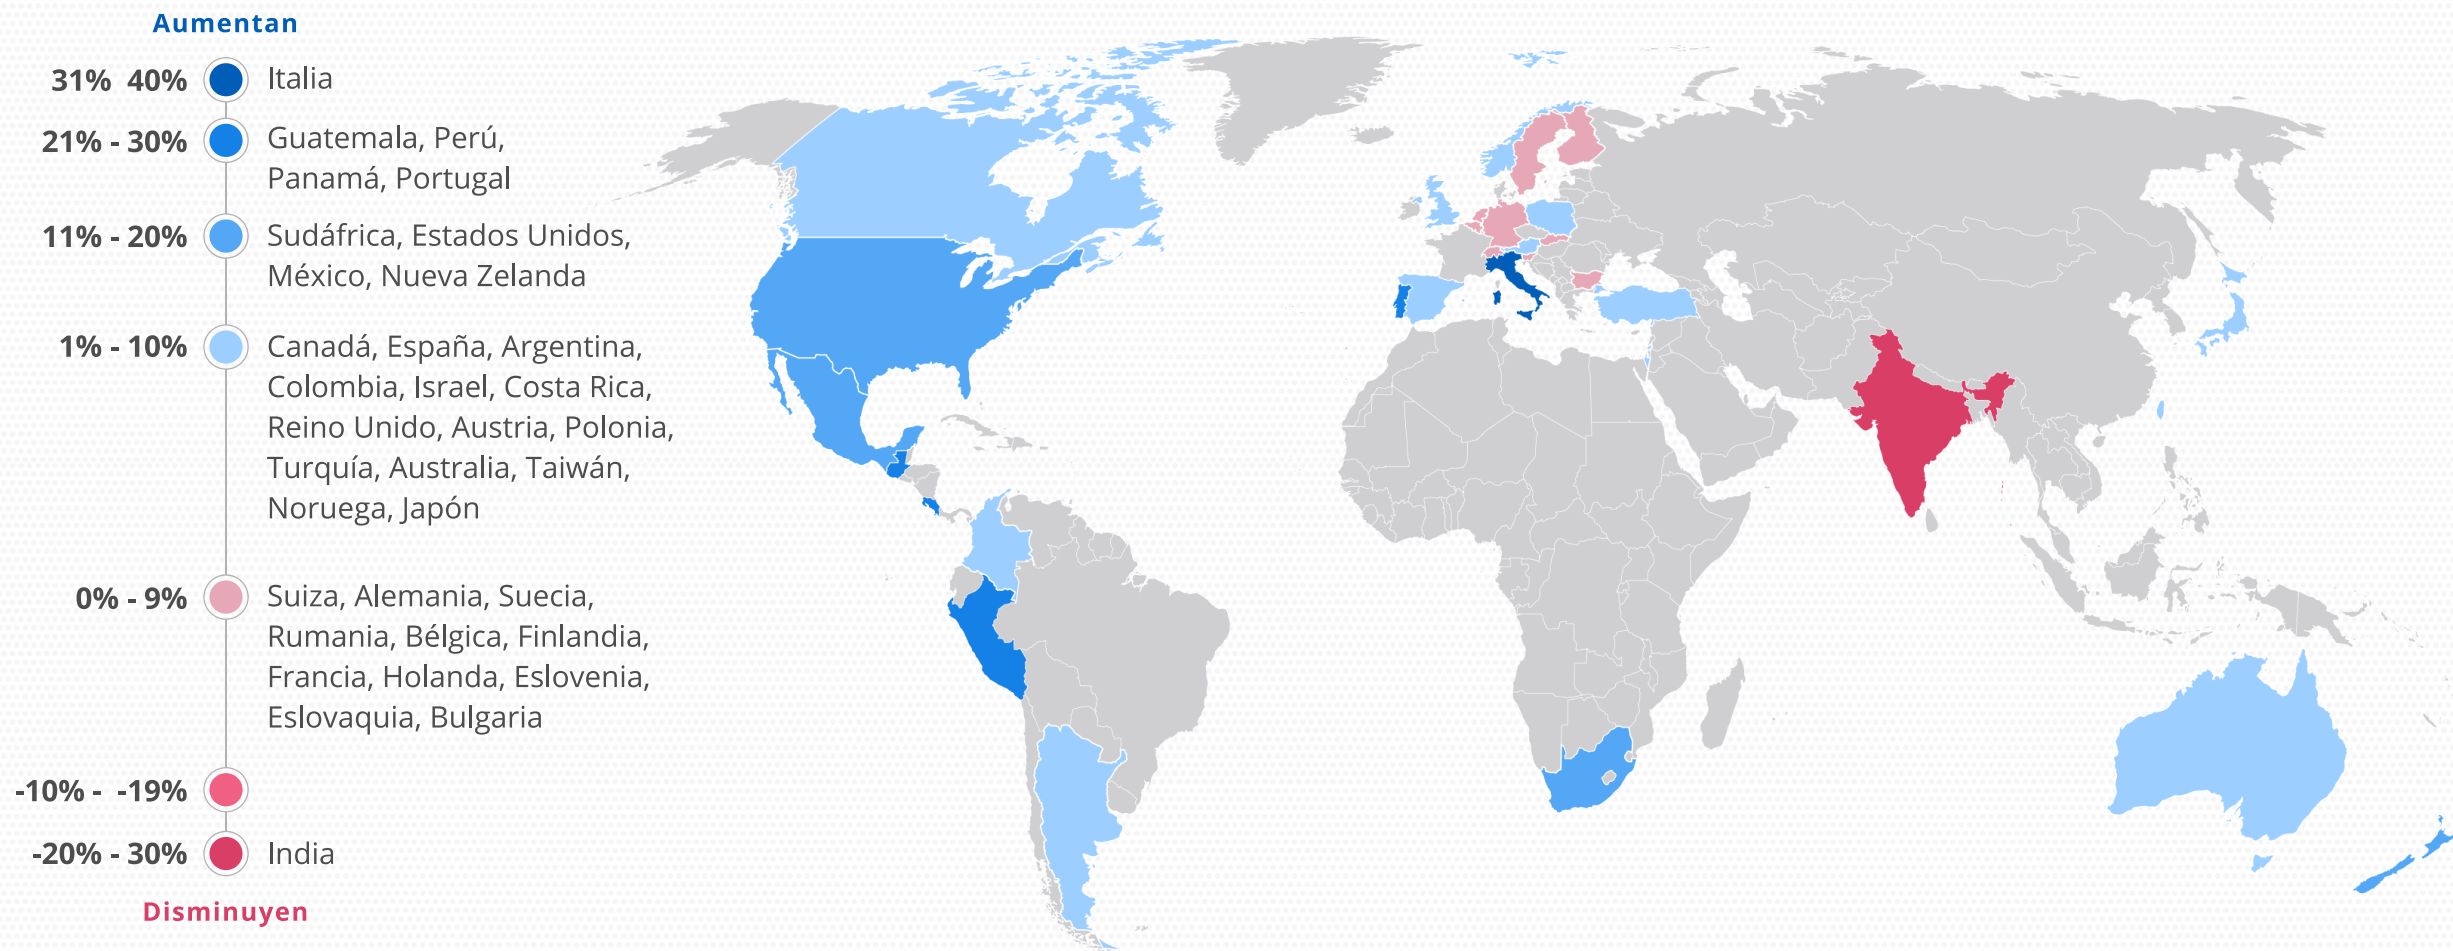 Aumentan
31%  40%
Italia
21% - 30%
Guatemala, Perú,
Panamá, Portugal
11% - 20%
Sudáfrica, Estados Unidos,
México, Nueva Zelanda
1% - 10%
Canadá, España, Argentina,
Colombia, Israel, Costa Rica,
Reino Unido, Austria, Polonia,
Turquía, Australia, Taiwán,
Noruega, Japón
0% - 9%
Suiza, Alemania, Suecia,
Rumania, Bélgica, Finlandia,
Francia, Holanda, Eslovenia,
Eslovaquia, Bulgaria
-10% -  -19%
-20% - 30%
India
Disminuyen